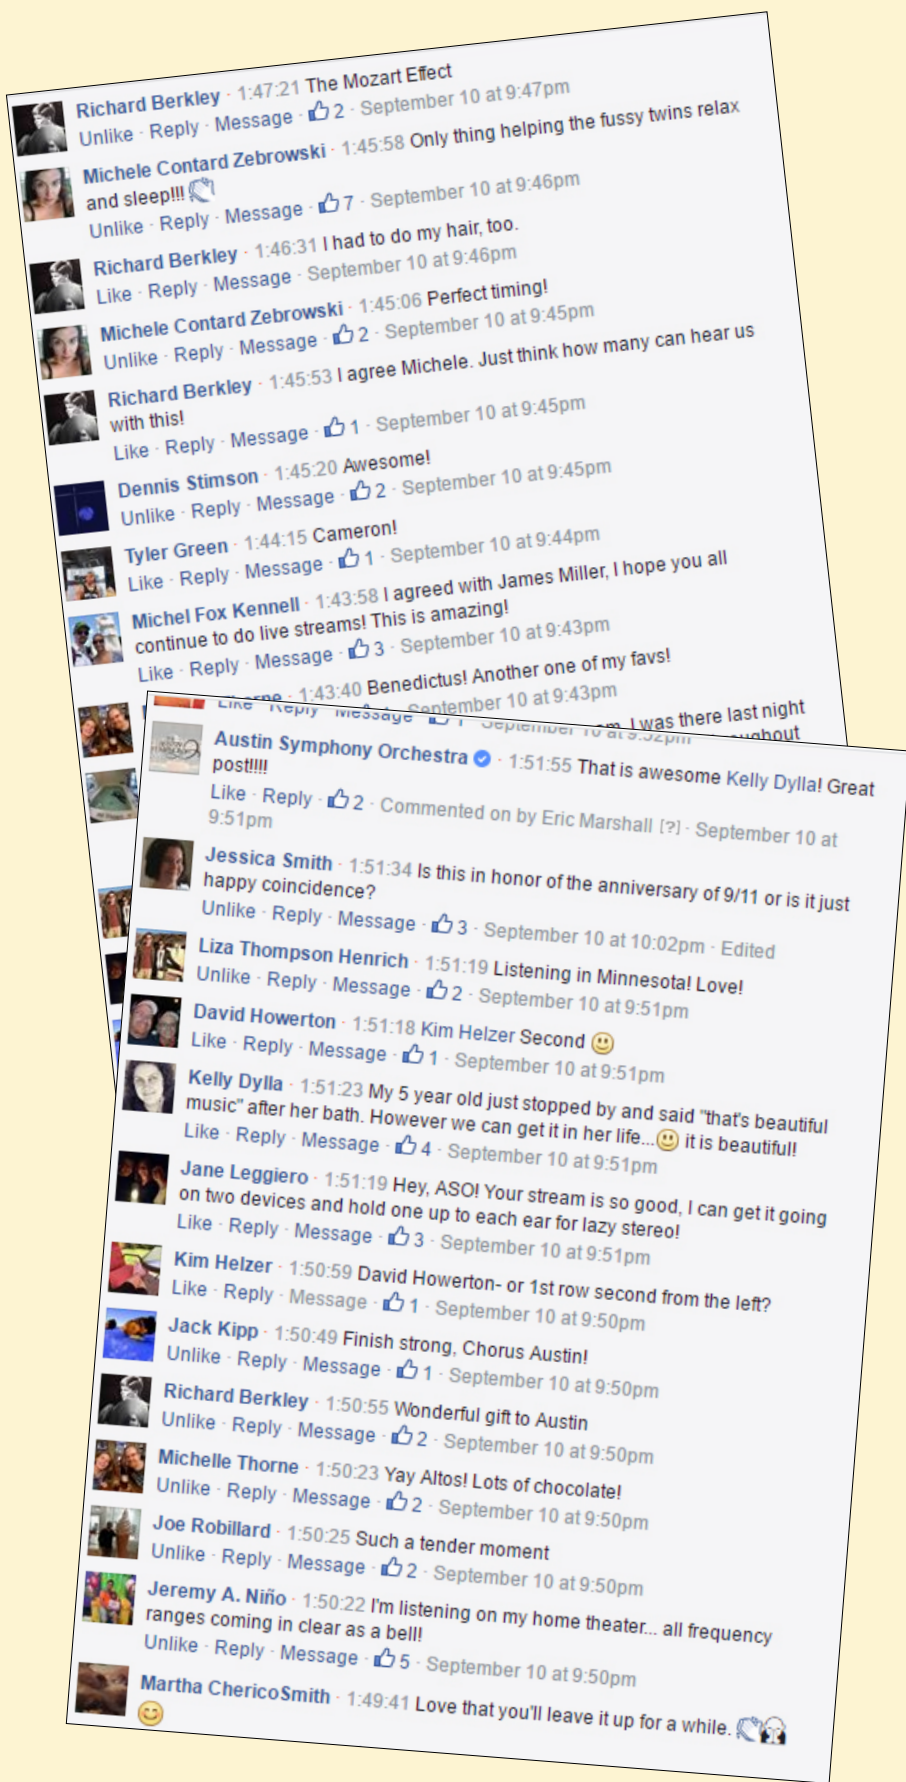 Richard Berkley · 1:47:21 The Mozart Effect
Unlike · Reply · Message · 2 · September 10 at 9:47pm
Michele Contard Zebrowski · 1:45:58 Only thing helping the fussy twins relax
and sleep!!!
Unlike · Reply · Message · 7 · September 10 at 9:46pm
Richard Berkley · 1:46:31 I had to do my hair, too.
Like · Reply · Message · September 10 at 9:46pm
Michele Contard Zebrowski · 1:45:06 Perfect timing!
Unlike · Reply · Message · 2 · September 10 at 9:45pm
Richard Berkley · 1:45:53 I agree Michele. Just think how many can hear us
with this!
Like · Reply · Message · 1 · September 10 at 9:45pm
Dennis Stimson · 1:45:20 Awesome!
Unlike · Reply · Message · 2 · September 10 at 9:45pm
Tyler Green · 1:44:15 Cameron!
Like · Reply · Message · 1 · September 10 at 9:44pm
Michel Fox Kennell · 1:43:58 I agreed with James Miller, I hope you all
continue to do live streams! This is amazing!
Like · Reply · Message · 3 · September 10 at 9:43pm
1:43:40 Benedictus! Another one of my favs!
September 10 at 9:43pm
I was there last night
Like · Reply · Message · 1 · September 10 at 9:52pm
Austin Symphony Orchestra · 1:51:55 That is awesome Kelly Dylla! Great
post!!!!
Like · Reply · 2 · Commented on by Eric Marshall [?] · September 10 at
9:51pm
Jessica Smith · 1:51:34 Is this in honor of the anniversary of 9/11 or is it just
happy coincidence?
Unlike · Reply · Message · 3 · September 10 at 10:02pm · Edited
Liza Thompson Henrich · 1:51:19 Listening in Minnesota! Love!
Unlike · Reply · Message · 2 · September 10 at 9:51pm
David Howerton · 1:51:18 Kim Helzer Second
Like · Reply · Message · 1 · September 10 at 9:51pm
Kelly Dylla · 1:51:23 My 5 year old just stopped by and said "that's beautiful
music" after her bath. However we can get it in her life... it is beautiful!
Like · Reply · Message · 4 · September 10 at 9:51pm
Jane Leggiero · 1:51:19 Hey, ASO! Your stream is so good, I can get it going
on two devices and hold one up to each ear for lazy stereo!
Like · Reply · Message · 3 · September 10 at 9:51pm
Kim Helzer · 1:50:59 David Howerton- or 1st row second from the left?
Like · Reply · Message · 1 · September 10 at 9:50pm
Jack Kipp · 1:50:49 Finish strong, Chorus Austin!
Unlike · Reply · Message · 1 · September 10 at 9:50pm
Richard Berkley · 1:50:55 Wonderful gift to Austin
Unlike · Reply · Message · 2 · September 10 at 9:50pm
Michelle Thorne · 1:50:23 Yay Altos! Lots of chocolate!
Unlike · Reply · Message · 2 · September 10 at 9:50pm
Joe Robillard · 1:50:25 Such a tender moment
Unlike · Reply · Message · 2 · September 10 at 9:50pm
Jeremy A. Niño · 1:50:22 I'm listening on my home theater... all frequency
ranges coming in clear as a bell!
Unlike · Reply · Message · 5 · September 10 at 9:50pm
Martha ChericoSmith · 1:49:41 Love that you'll leave it up for a while.